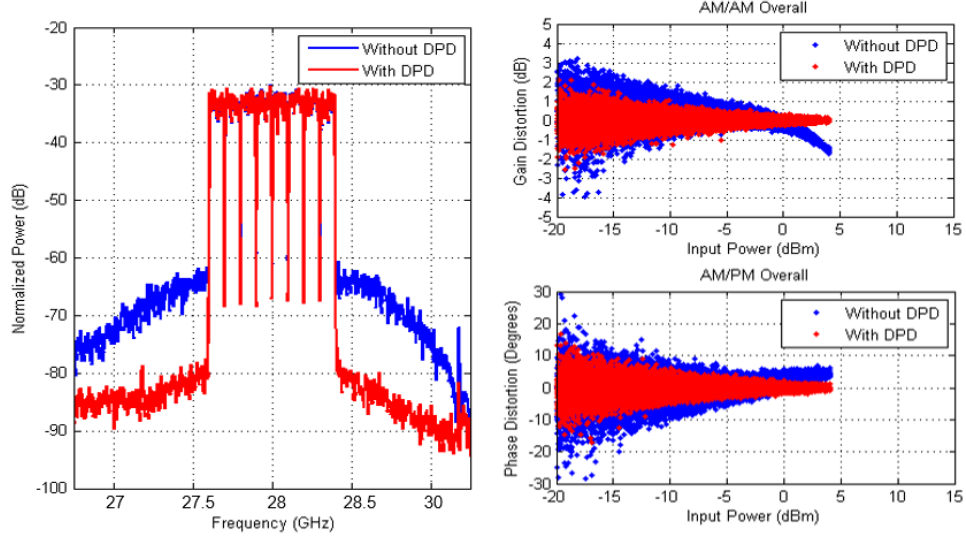 -20
-30
-40
-50
-60
-70
-80
-90
-100
Normalized Power (dB)
Without DPD
With DPD
27 27.5 28 28.5 29 30
Frequency (GHz)
AM/AM Overall
5
4
3
2
1
0
-1
-2
-3
-4
-5
Gain Distortion (dB)
Without DPD
With DPD
-20 -15 -10 -5 0 5 10 15
Input Power (dBm)
AM/PM Overall
30
20
10
0
-10
-20
-30
Phase Distortion (Degrees)
Without DPD
With DPD
-20 -15 -10 -5 0 5 10 15
Input Power (dBm)